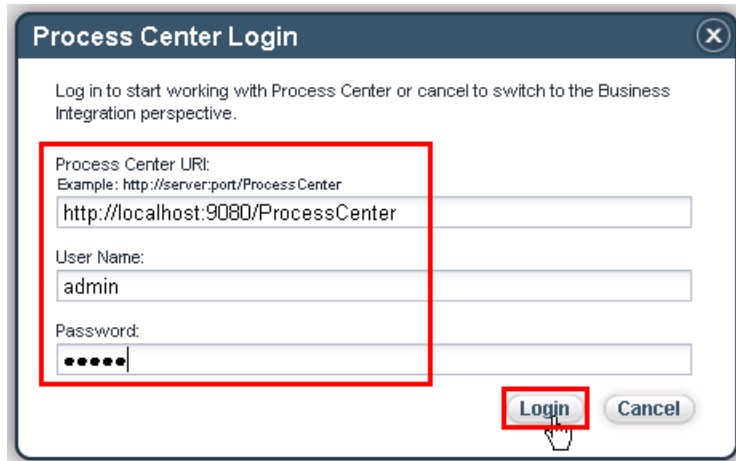 Process Center Login
Log in to start working with Process Center or cancel to switch to the Business
Integration perspective.
Process Center URI:
Example: http://server:port/ProcessCenter
http://localhost:9080/ProcessCenter
User Name:
admin
Password:
●●●●●
Login Cancel